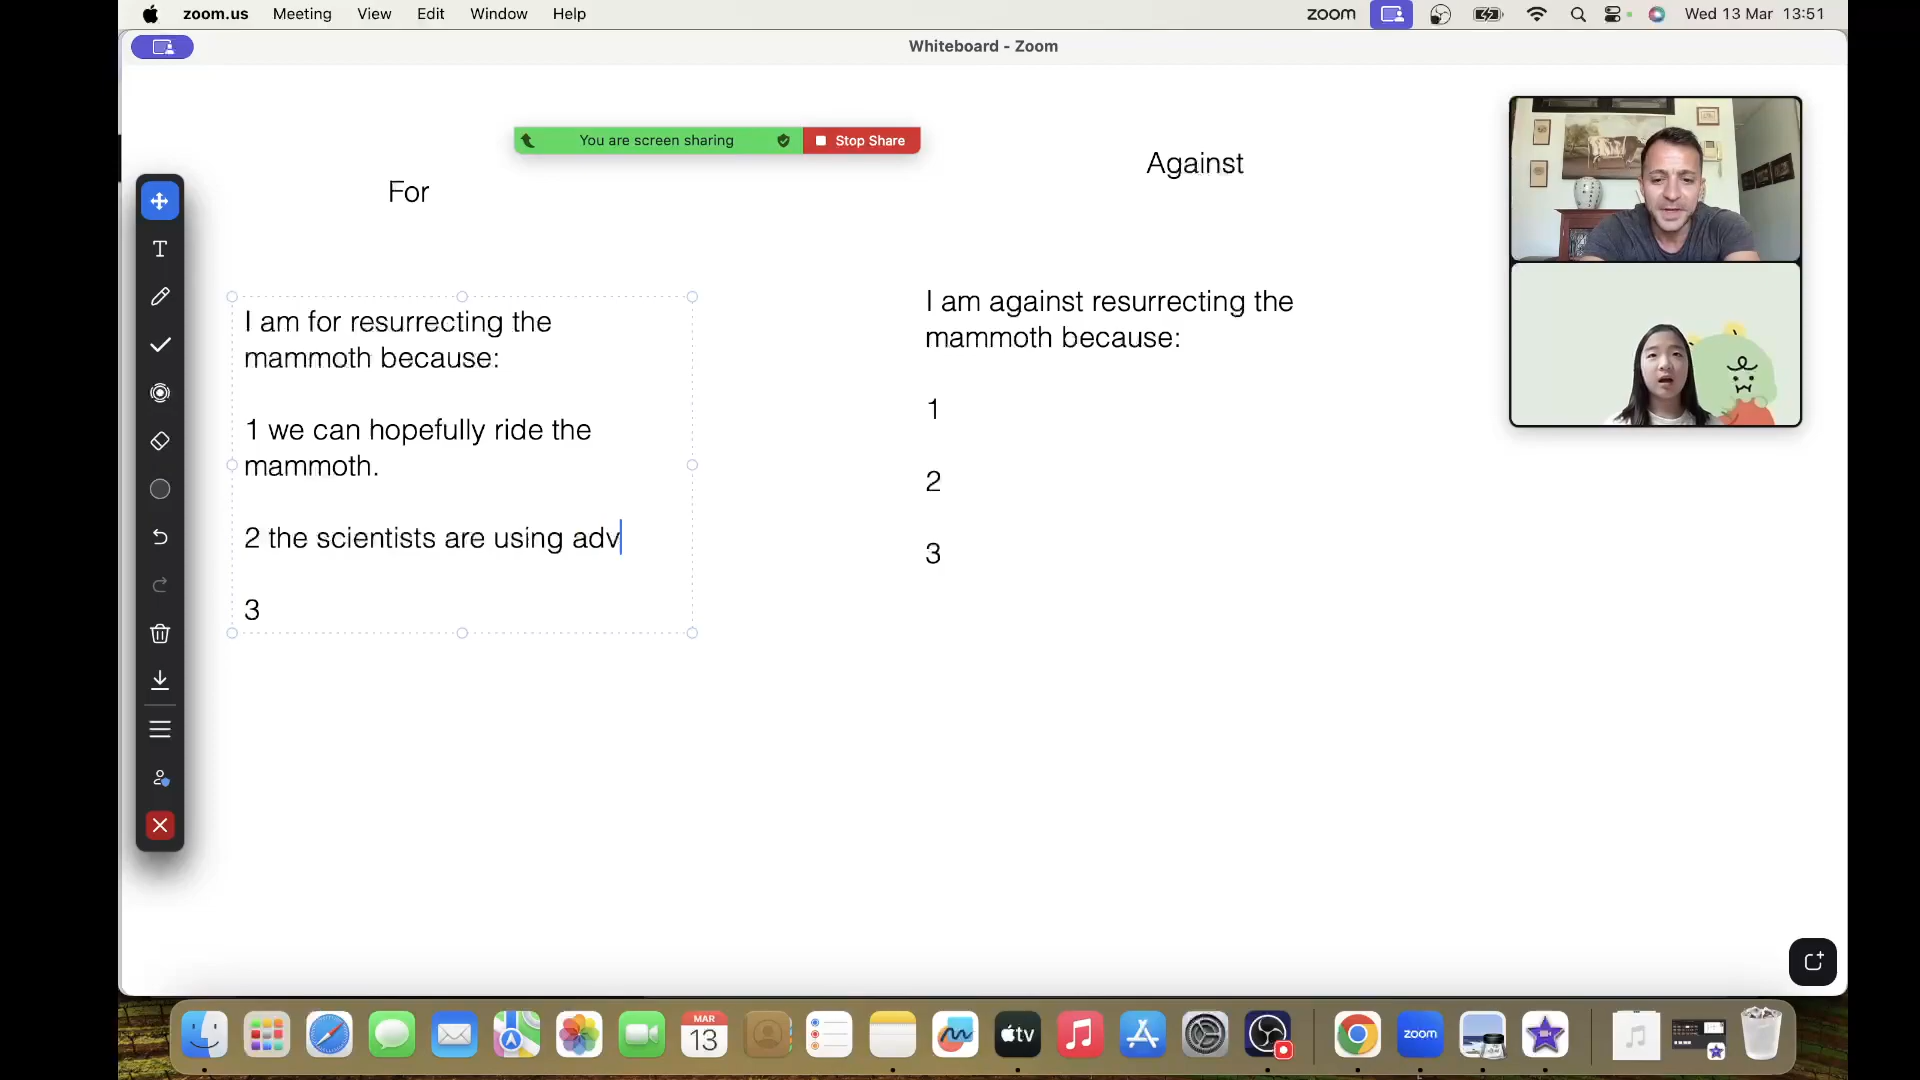 zoom.us Meeting View Edit Window Help
zoom Wed 13 Mar 13:51
Whiteboard - Zoom
You are screen sharing Stop Share
For
Against
I am for resurrecting the
mammoth because:
1 we can hopefully ride the
mammoth.
2 the scientists are using adv
3
I am against resurrecting the
mammoth because:
1
2
3
MAR
13
tv
zoom